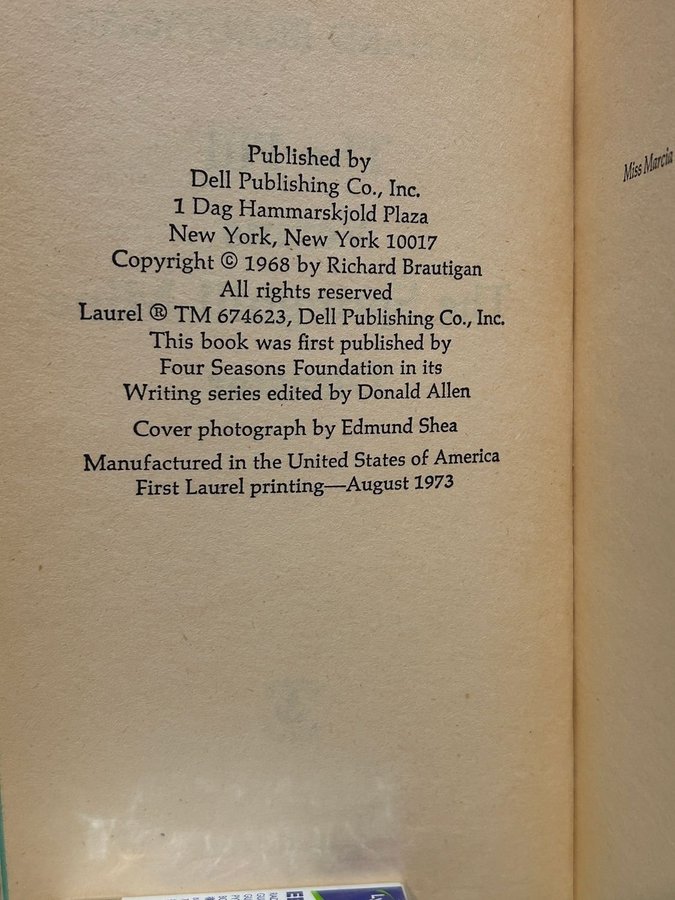 Published by
Dell Publishing Co., Inc.
1 Dag Hammarskjold Plaza
New York, New York 10017
Copyright © 1968 by Richard Brautigan
All rights reserved
Laurel ® TM 674623, Dell Publishing Co., Inc.
This book was first published by
Four Seasons Foundation in its
Writing series edited by Donald Allen
Cover photograph by Edmund Shea
Manufactured in the United States of America
First Laurel printing—August 1973
Miss Marcia